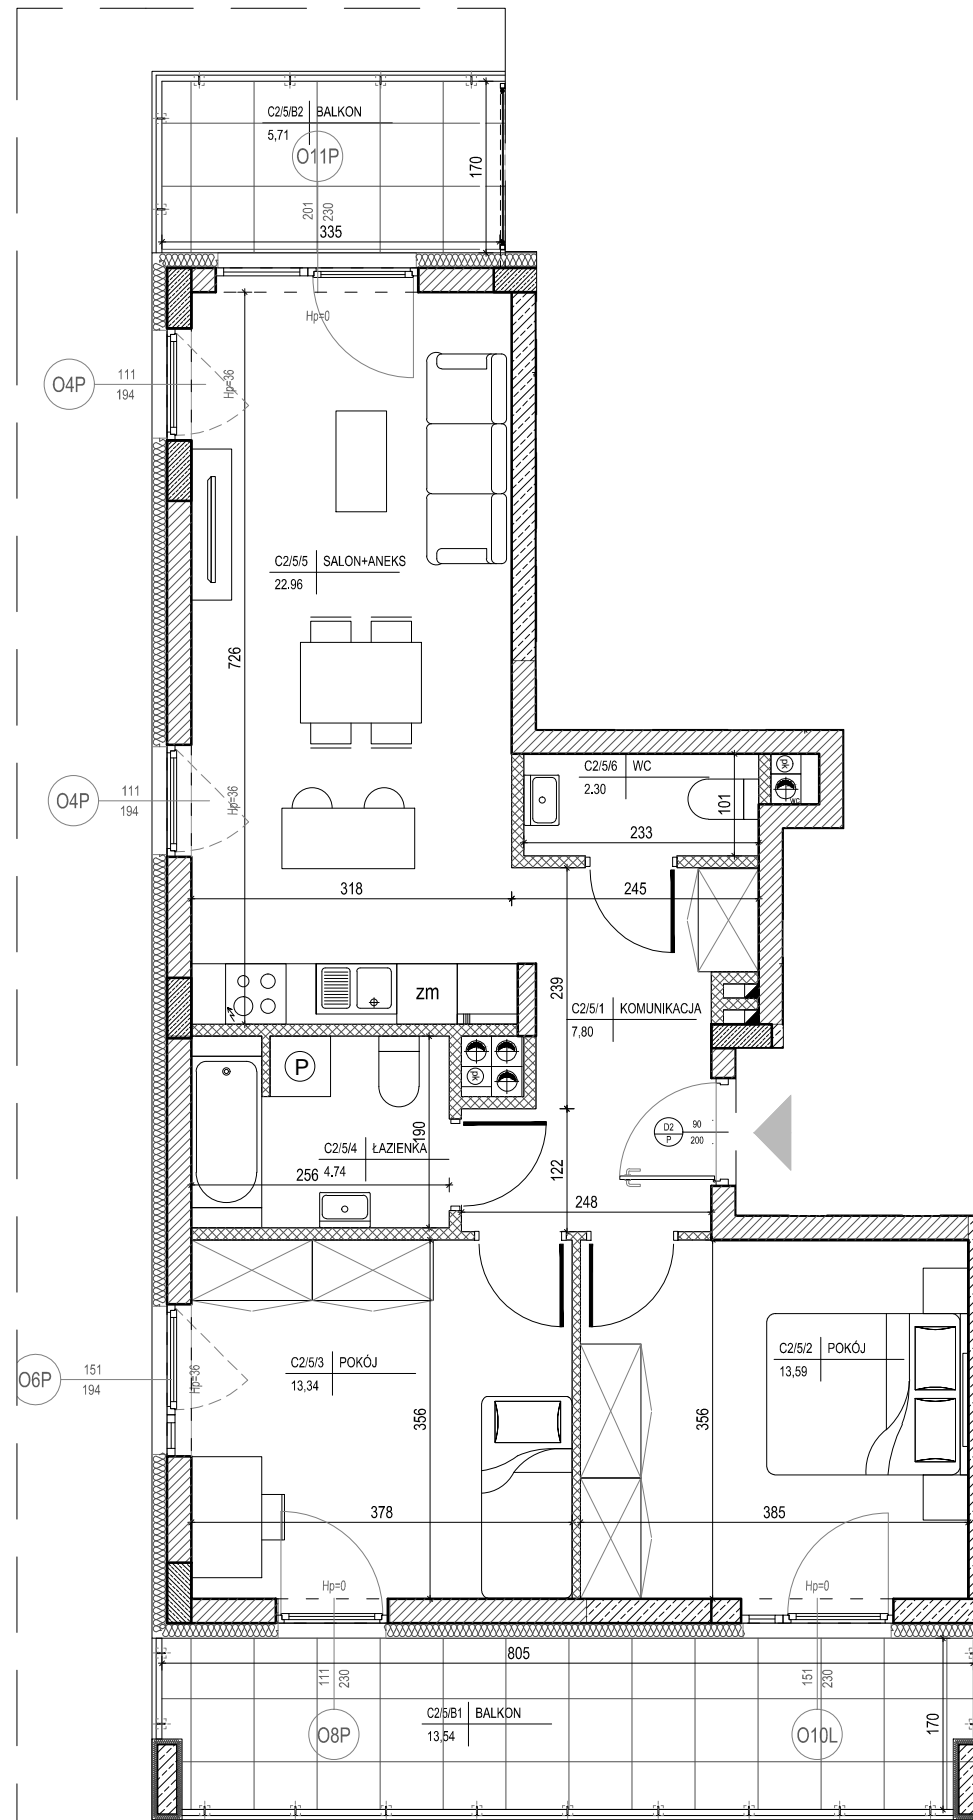 C2/5/B2 BALKON
5,71
O11P
170
201
230
335
Hp=0
O4P
111
194
Hp=36
C2/5/5 SALON+ANEKS
22.96
726
C2/5/6 WC
2.30
pk
WC
101
233
O4P
111
194
Hp=36
318
245
239
zm
C2/5/1 KOMUNIKACJA
7,80
P
pk
190
C2/5/4 ŁAZIENKA
4.74
256
122
D2
P
90
200
248
C2/5/3 POKÓJ
13,34
C2/5/2 POKÓJ
13,59
O6P
151
194
Hp=36
356
356
378
385
Hp=0
Hp=0
805
111
230
151
230
C2/5/B1 BALKON
13,54
O8P
O10L
170